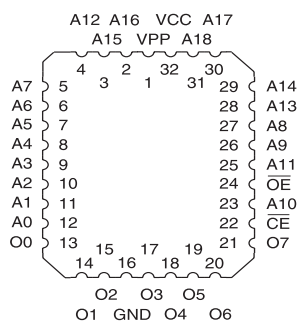 A12 A16 VCC A17
A15 VPP A18
4 3 2 1 32 31 30
A7 5 29 A14
A6 6 28 A13
A5 7 27 A8
A4 8 26 A9
A3 9 25 A11
A2 10 24 O̅E̅
A1 11 23 A10
A0 12 22 C̅E̅
O0 13 21 O7
14 15 16 17 18 19 20
O2 O3 O5
O1 GND O4 O6